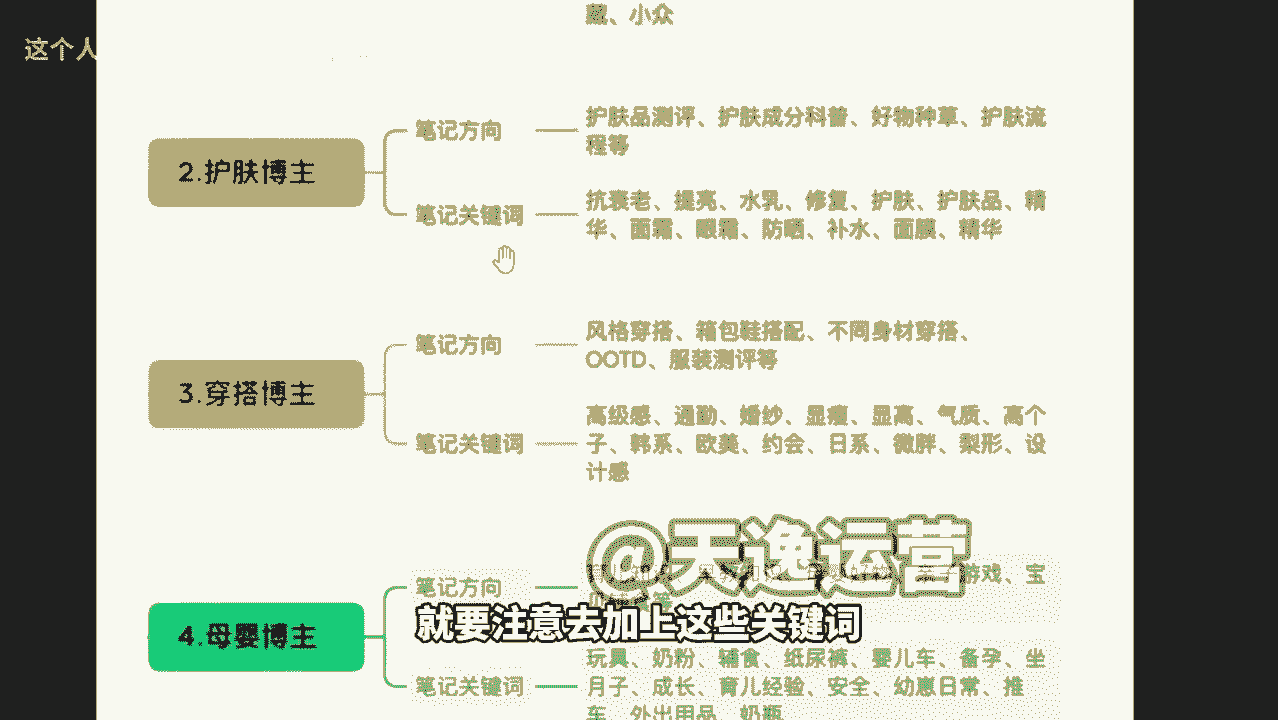 藏、小众
这个人
2.护肤博主
笔记方向
护肤品测评、护肤成分科普、好物种草、护肤流
程等
笔记关键词
抗衰老、提亮、水乳、修复、护肤、护肤品、精
华、面霜、眼霜、防晒、补水、面膜、精华
3.穿搭博主
笔记方向
风格穿搭、箱包鞋搭配、不同身材穿搭、
OOTD、服装测评等
笔记关键词
高级感、通勤、婚纱、显瘦、显高、气质、高个
子、韩系、欧美、约会、日系、微胖、梨形、设
计感
@天逸运营
4.母婴博主
笔记方向
游戏、宝
等
就要注意去加上这些关键词
笔记关键词
玩具、奶粉、辅食、纸尿裤、婴儿车、备孕、坐
月子、成长、育儿经验、安全、幼崽日常、推
车、外出用品、奶瓶